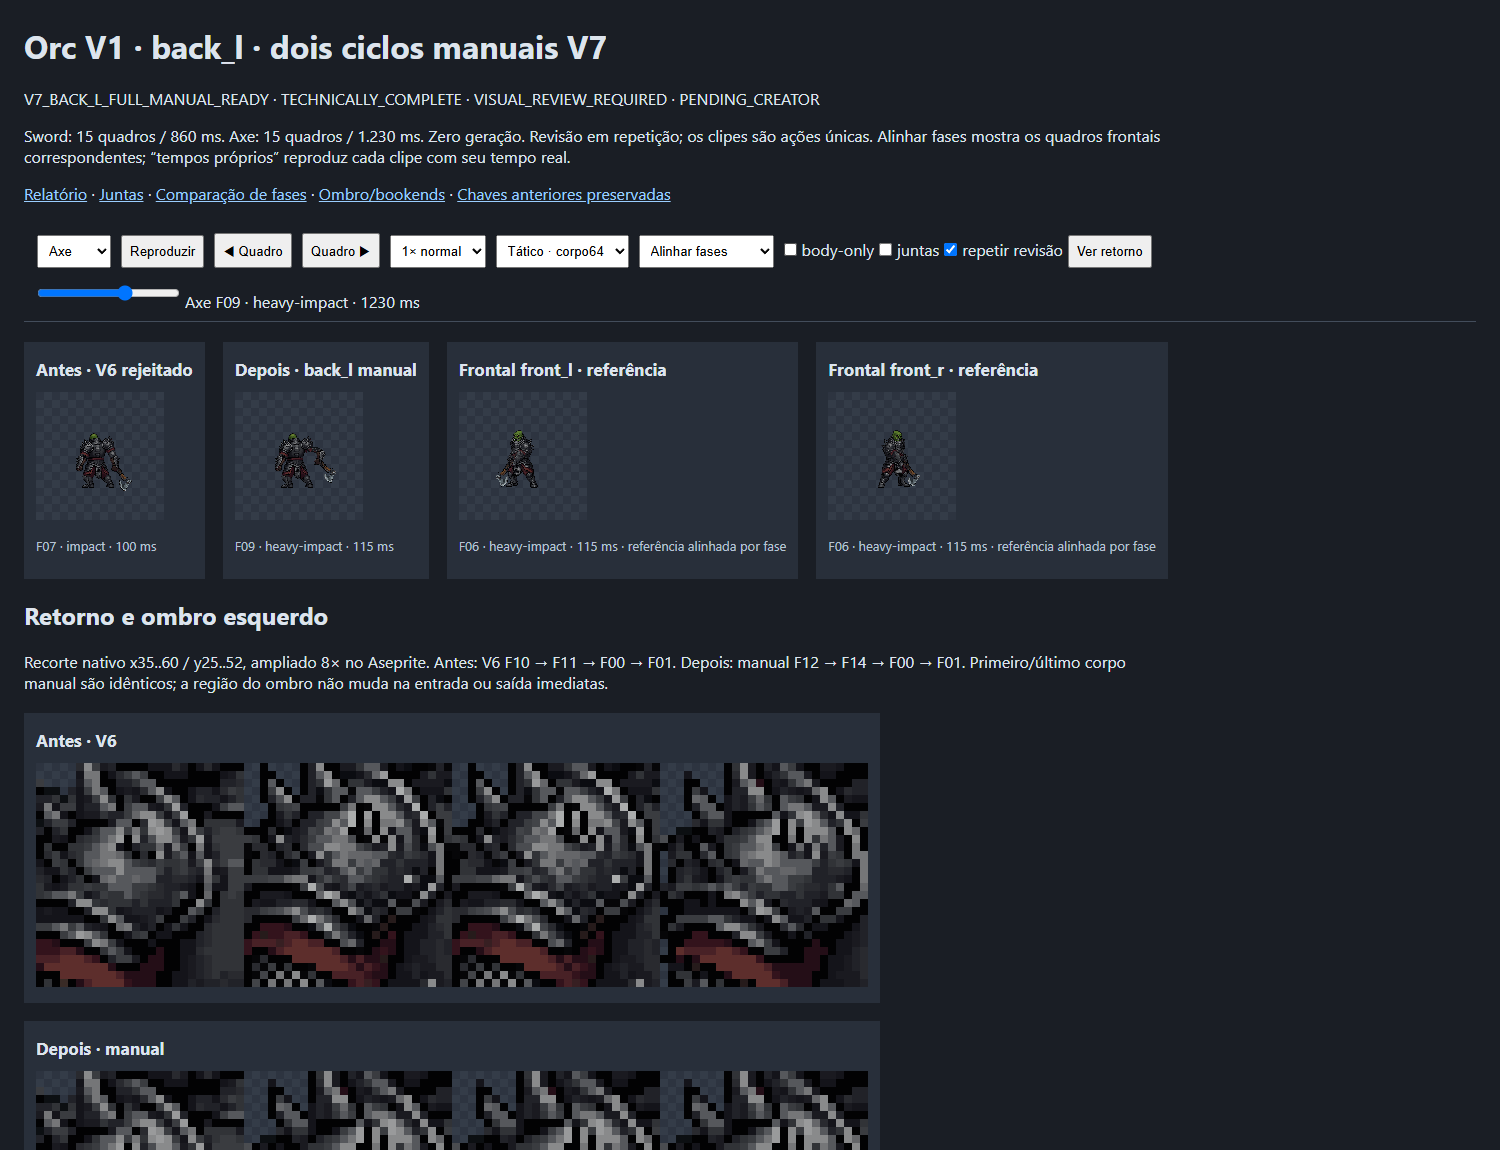 Orc V1 · back_l · dois ciclos manuais V7
V7_BACK_L_FULL_MANUAL_READY · TECHNICALLY_COMPLETE · VISUAL_REVIEW_REQUIRED · PENDING_CREATOR
Sword: 15 quadros / 860 ms. Axe: 15 quadros / 1.230 ms. Zero geração. Revisão em repetição; os clipes são ações únicas. Alinhar fases mostra os quadros frontais
correspondentes; “tempos próprios” reproduz cada clipe com seu tempo real.
Relatório · Juntas · Comparação de fases · Ombro/bookends · Chaves anteriores preservadas
Axe Reproduzir ◀ Quadro Quadro ▶ 1× normal Tático · corpo64 Alinhar fases body-only juntas repetir revisão Ver retorno
Axe F09 · heavy-impact · 1230 ms
Antes · V6 rejeitado
F07 · impact · 100 ms
Depois · back_l manual
F09 · heavy-impact · 115 ms
Frontal front_l · referência
F06 · heavy-impact · 115 ms · referência alinhada por fase
Frontal front_r · referência
F06 · heavy-impact · 115 ms · referência alinhada por fase
Retorno e ombro esquerdo
Recorte nativo x35..60 / y25..52, ampliado 8× no Aseprite. Antes: V6 F10 → F11 → F00 → F01. Depois: manual F12 → F14 → F00 → F01. Primeiro/último corpo
manual são idênticos; a região do ombro não muda na entrada ou saída imediatas.
Antes · V6
Depois · manual